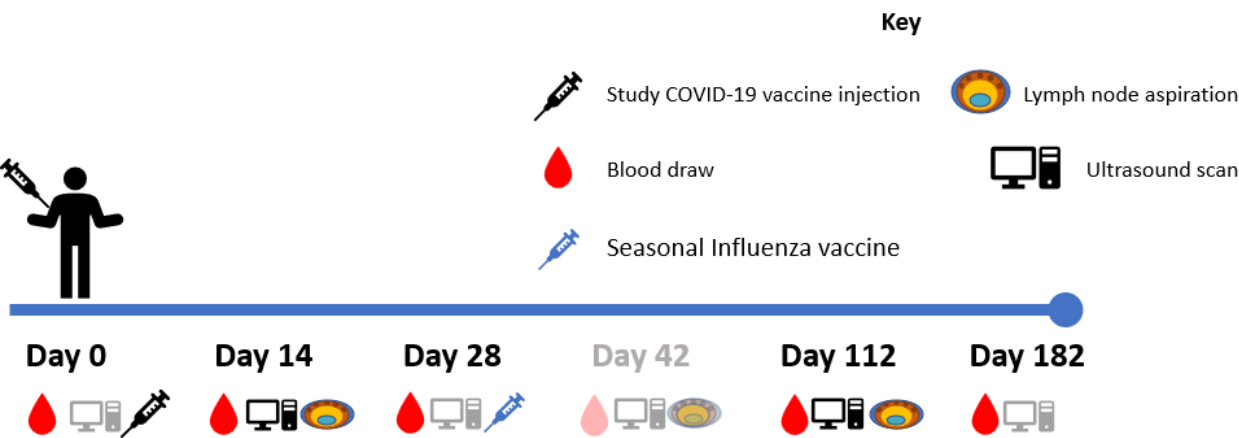 Key
Study COVID-19 vaccine injection
Lymph node aspiration
Blood draw
Ultrasound scan
Seasonal Influenza vaccine
Day 0
Day 14
Day 28
Day 42
Day 112
Day 182